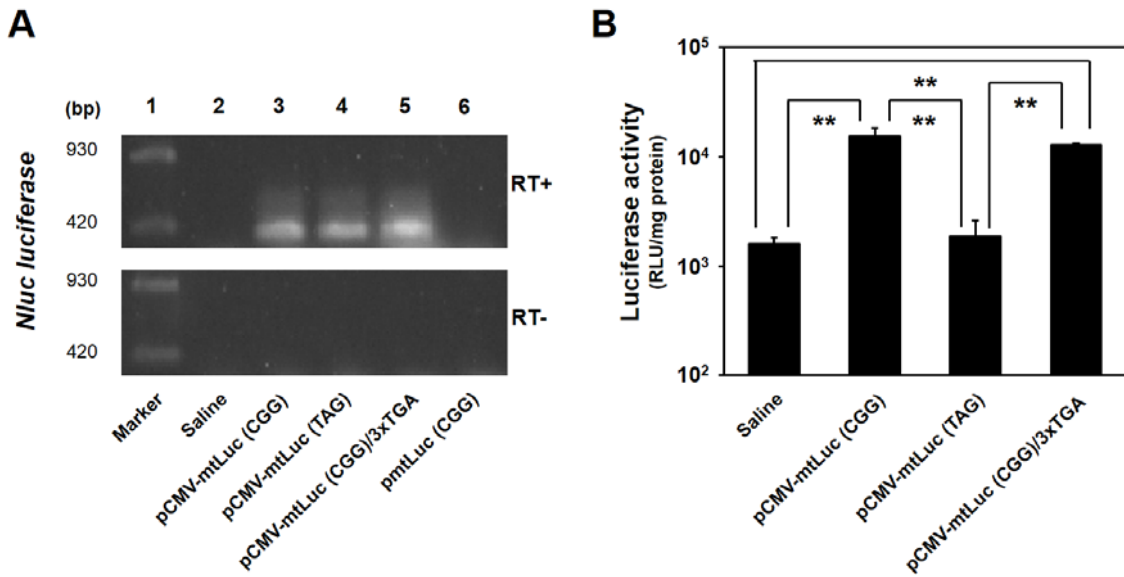 A
(bp) 1 2 3 4 5 6
Nluc luciferase
930
420
RT+
930
420
RT-
Marker
Saline
pCMV-mtLuc (CGG)
pCMV-mtLuc (TAG)
pCMV-mtLuc (CGG)/3xTGA
pmtLuc (CGG)
B
Luciferase activity
(RLU/mg protein)
10⁵
10⁴
10³
10²
**
** ** **
Saline
pCMV-mtLuc (CGG)
pCMV-mtLuc (TAG)
pCMV-mtLuc (CGG)/3xTGA